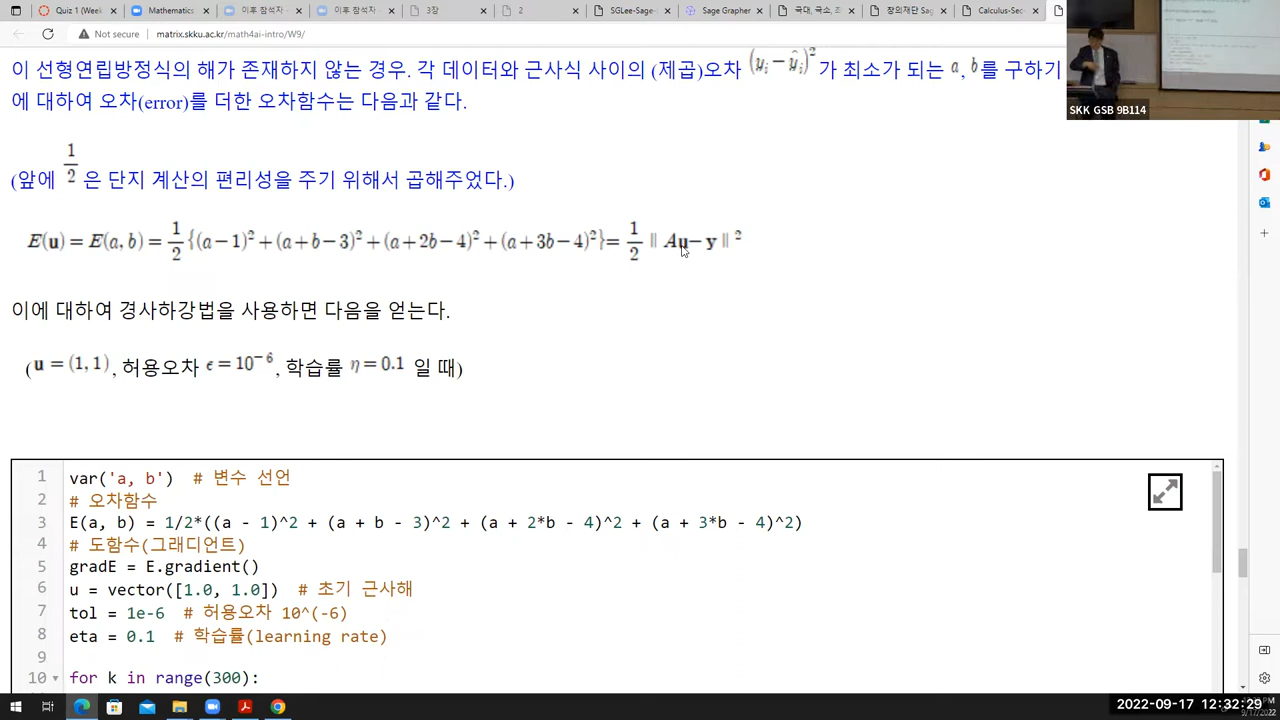 Quiz 1 (Week
Mathematics
이후 참석자 -
이후 참석자 -
3장
2
SGLee-Sage-
Sage Grapher
극대, 극소, 최
창의재단 Sag
Calculus-Sec
Not secure | matrix.skku.ac.kr/math4ai-intro/W9/
SKK GSB 9B114
이 선형연립방정식의 해가 존재하지 않는 경우. 각 데이터와 근사식 사이의 (제곱)오차 (y_i − ŷ_i)² 가 최소가 되는 a, b를 구하기
에 대하여 오차(error)를 더한 오차함수는 다음과 같다.
(앞에 1/2 은 단지 계산의 편리성을 주기 위해서 곱해주었다.)
E(u) = E(a, b) = 1/2 {(a−1)² + (a+b−3)² + (a+2b−4)² + (a+3b−4)²} = 1/2 ‖ Au − y ‖ ²
이에 대하여 경사하강법을 사용하면 다음을 얻는다.
( u = (1, 1), 허용오차 ϵ = 10⁻⁶, 학습률 η = 0.1 일 때)
1 var('a, b') # 변수 선언
2 # 오차함수
3 E(a, b) = 1/2*((a - 1)^2 + (a + b - 3)^2 + (a + 2*b - 4)^2 + (a + 3*b - 4)^2)
4 # 도함수(그래디언트)
5 gradE = E.gradient()
6 u = vector([1.0, 1.0]) # 초기 근사해
7 tol = 1e-6 # 허용오차 10^(-6)
8 eta = 0.1 # 학습률(learning rate)
9
10 for k in range(300):
2022-09-17 12:32:29